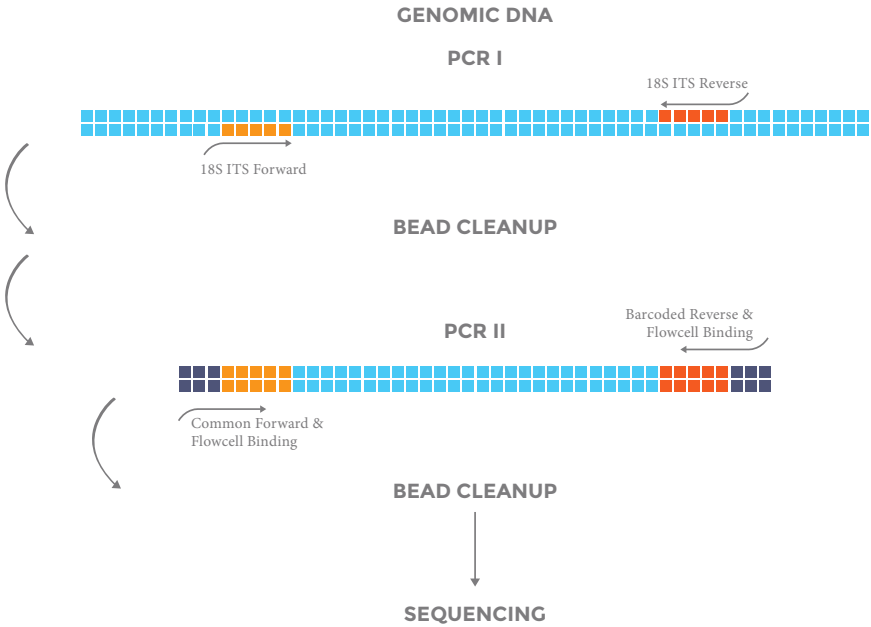 GENOMIC DNA
PCR I
18S ITS Reverse
18S ITS Forward
BEAD CLEANUP
Barcoded Reverse &
Flowcell Binding
PCR II
Common Forward &
Flowcell Binding
BEAD CLEANUP
SEQUENCING